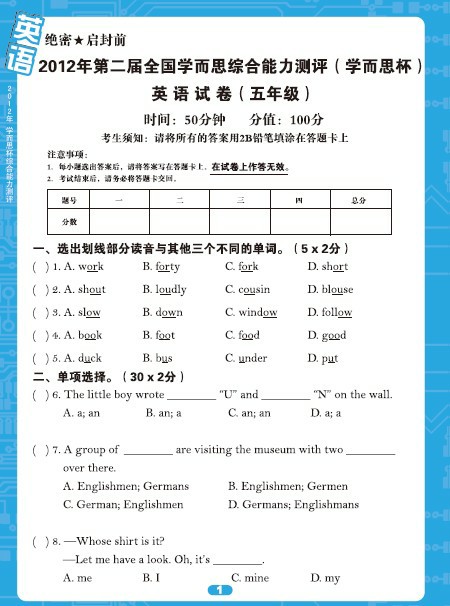 英语
2012年 学而思综合能力测评
绝密★启封前
2012年第二届全国学而思综合能力测评（学而思杯）
英 语 试 卷（五年级）
时间：50分钟 分值：100分
考生须知：请将所有的答案用2B铅笔填涂在答题卡上
注意事项：
1. 每小题选出答案后，请将答案写在答题卡上，在试卷上作答无效。
2. 考试结束后，请务必将答题卡交回。
题号 一 二 三 四 总分
分数
一、选出划线部分读音与其他三个不同的单词。（5 x 2分）
( ) 1. A. work B. forty C. fork D. short
( ) 2. A. shout B. loudly C. cousin D. blouse
( ) 3. A. slow B. down C. window D. follow
( ) 4. A. book B. foot C. food D. good
( ) 5. A. duck B. bus C. under D. put
二、单项选择。（30 x 2分）
( ) 6. The little boy wrote ________ “U” and ________ “N” on the wall.
A. a; an B. an; a C. an; an D. a; a
( ) 7. A group of ________ are visiting the museum with two ________
over there.
A. Englishmen; Germans B. Englishmen; Germen
C. German; Englishmen D. Germans; Englishmans
( ) 8. —Whose shirt is it?
—Let me have a look. Oh, it's ________.
A. me B. I C. mine D. my
1